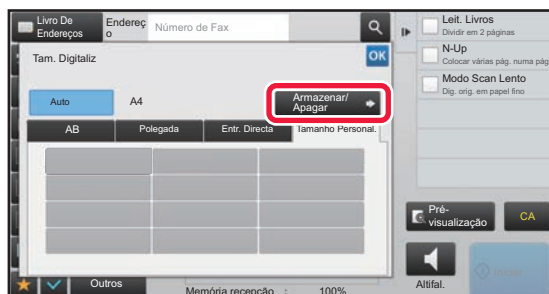 Livro De
Endereços
Endereç
o
Número de Fax
Tam. Digitaliz
OK
Auto
A4
Armazenar/
Apagar
AB
Polegada
Entr. Directa
Tamanho Personal.
Outros
Memória recepção : 100%
Leit. Livros
Dividir em 2 páginas
N-Up
Colocar várias pág. numa pág
Modo Scan Lento
Dig. orig. em papel fino
Pré-
visualização
CA
Altifal.
Iniciar